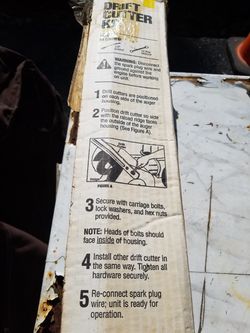 DRIFT
CUTTER
KIT
WARNING: Disconnect
the spark plug wire and
ground against the
engine before working
on unit.
1 Drift cutters are positioned
on each side of the auger
housing.
2 Position drift cutter so
with the raised edge faces
the outside of the auger
housing (See Figure A).
FIGURE A
3 Secure with carriage bolts,
lock washers, and hex nuts
provided.
NOTE: Heads of bolts should
face inside of housing.
4 Install other drift cutter in
the same way. Tighten all
hardware securely.
5 Re-connect spark plug
wire; unit is ready for
operation.